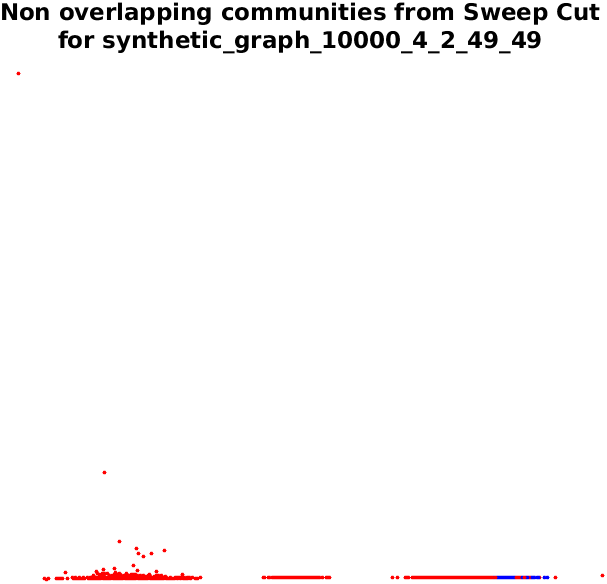 Non overlapping communities from Sweep Cut
for synthetic_graph_10000_4_2_49_49